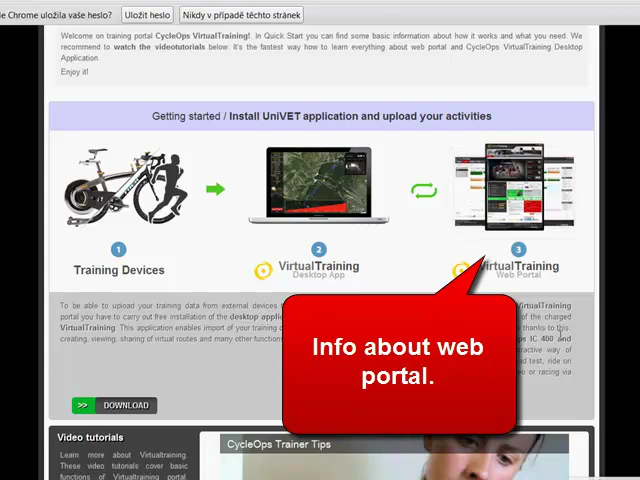 le Chrome uložila vaše heslo? Uložit heslo Nikdy v případě těchto stránek
Welcome on training portal CycleOps VirtualTraining!. In Quick Start you can find some basic information about how it works and what you need. We
recommend to watch the videotutorials below. It's the fastest way how to learn everything about web portal and CycleOps VirtualTraining Desktop
Application.
Enjoy it!
Getting started / Install UniVET application and upload your activities
1
Training Devices
2
VirtualTraining
Desktop App
3
VirtualTraining
Web Portal
To be able to upload your training data from external devices
portal you have to carry out free installation of the desktop
VirtualTraining. This application enables import of your training
creating, viewing, sharing of virtual routes and many other
VirtualTraining
of the charged
thanks to this.
IC 400 and
way of
test, ride on
or racing via
Info about web
portal.
>> DOWNLOAD
Video tutorials
Learn more about Virtualtraining.
These video tutorials cover basic
functions of Virtualtraining portal
CycleOps Trainer Tips